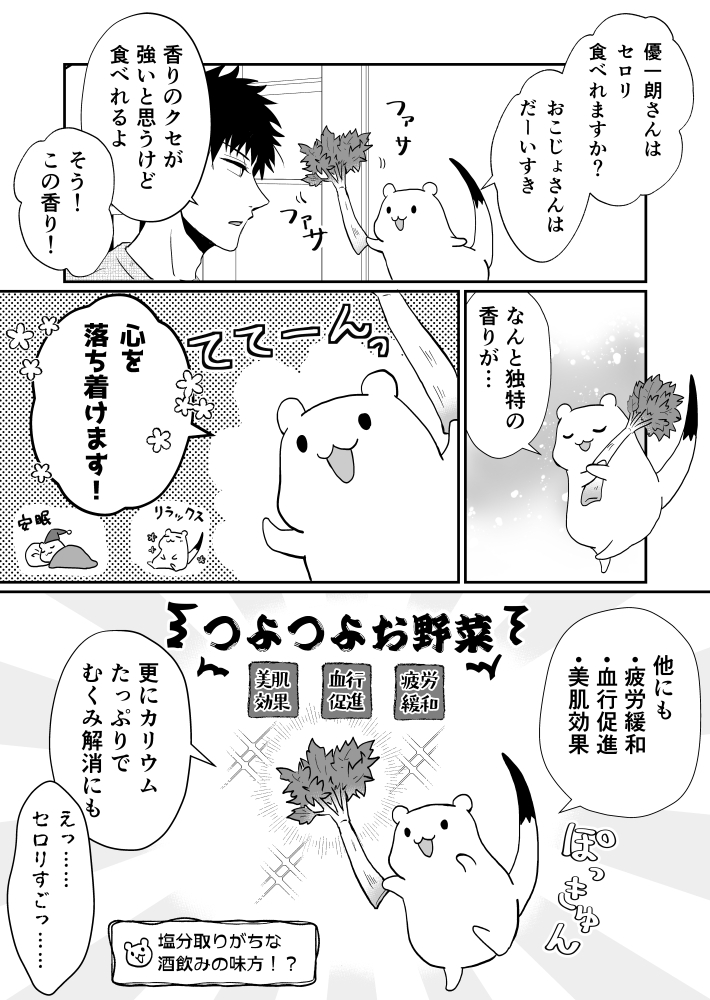 優一朗さんは
セロリ
食べれますか?
おこじょさんは
だーいすき
ファサ
ファサ
香りのクセが
強いと思うけど
食べれるよ
そう!
この香り!
なんと独特の
香りが…
ててーんっ
心を
落ち着けます!
リラックス
安眠
他にも
・疲労緩和
・血行促進
・美肌効果
つよつよお野菜
疲労
緩和
血行
促進
美肌
効果
更にカリウム
たっぷりで
むくみ解消にも
ぽっきゅん
えっ……
セロリすごっ……
塩分取りがちな
酒飲みの味方!?